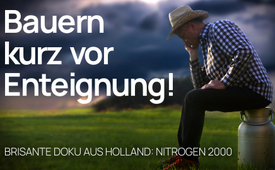 Bauern
kurz vor
Enteignung!
BRISANTE DOKU AUS HOLLAND: NITROGEN 2000